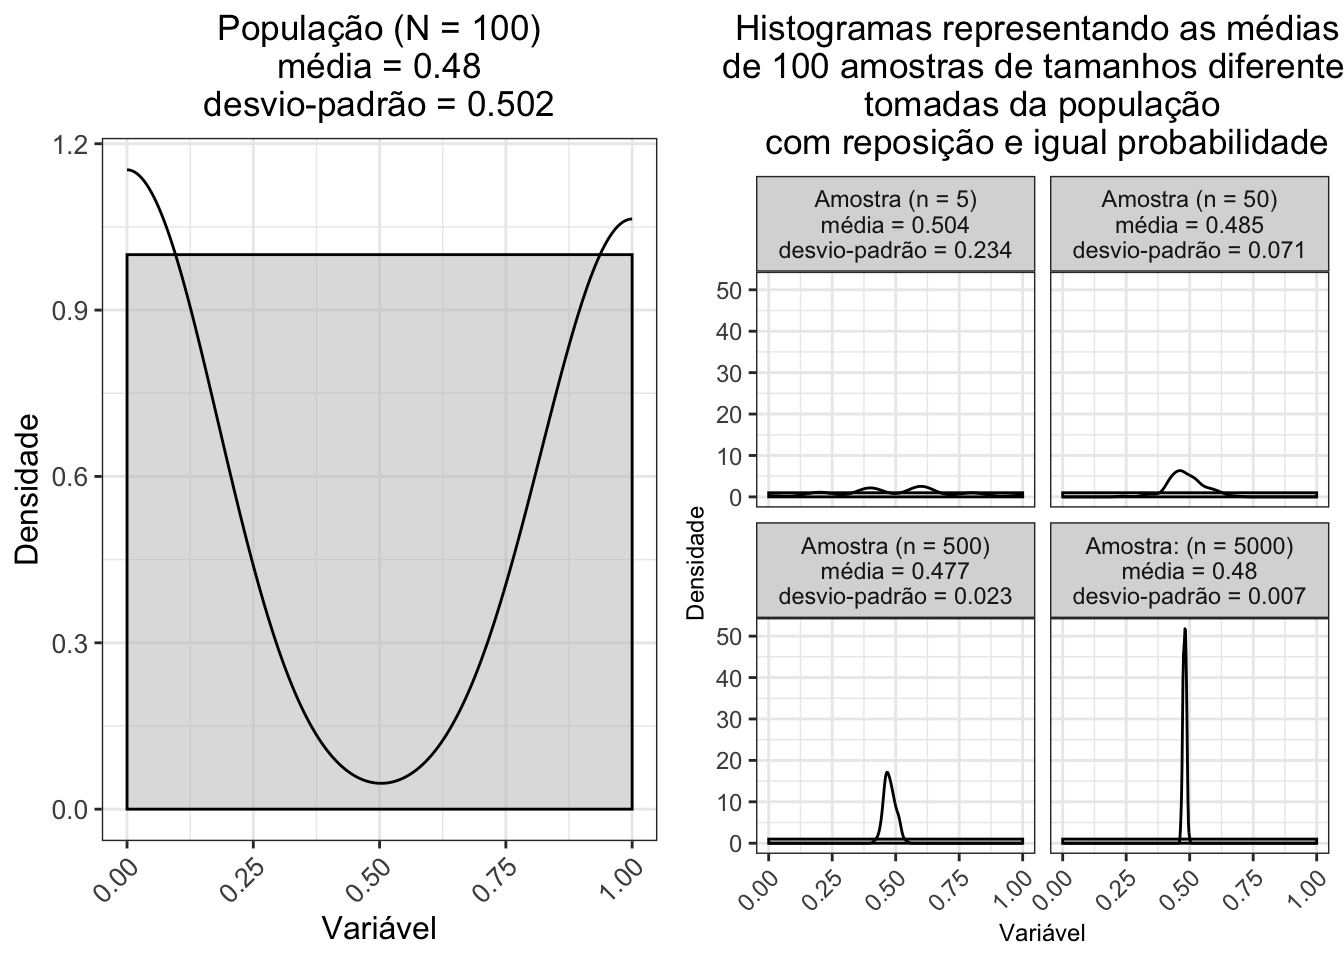 População (N = 100)
média = 0.48
desvio-padrão = 0.502
1.2
0.9
0.6
0.3
0.0
Densidade
0.00
0.25
0.50
0.75
1.00
Variável
Histogramas representando as médias
de 100 amostras de tamanhos diferente
tomadas da população
com reposição e igual probabilidade
Amostra (n = 5)
média = 0.504
desvio-padrão = 0.234
Amostra (n = 50)
média = 0.485
desvio-padrão = 0.071
50
40
30
20
10
0
Densidade
Amostra (n = 500)
média = 0.477
desvio-padrão = 0.023
Amostra: (n = 5000)
média = 0.48
desvio-padrão = 0.007
50
40
30
20
10
0
0.00
0.25
0.50
0.75
1.00
0.00
0.25
0.50
0.75
1.00
Variável